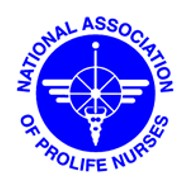 NATIONAL ASSOCIATION
OF PROLIFE NURSES